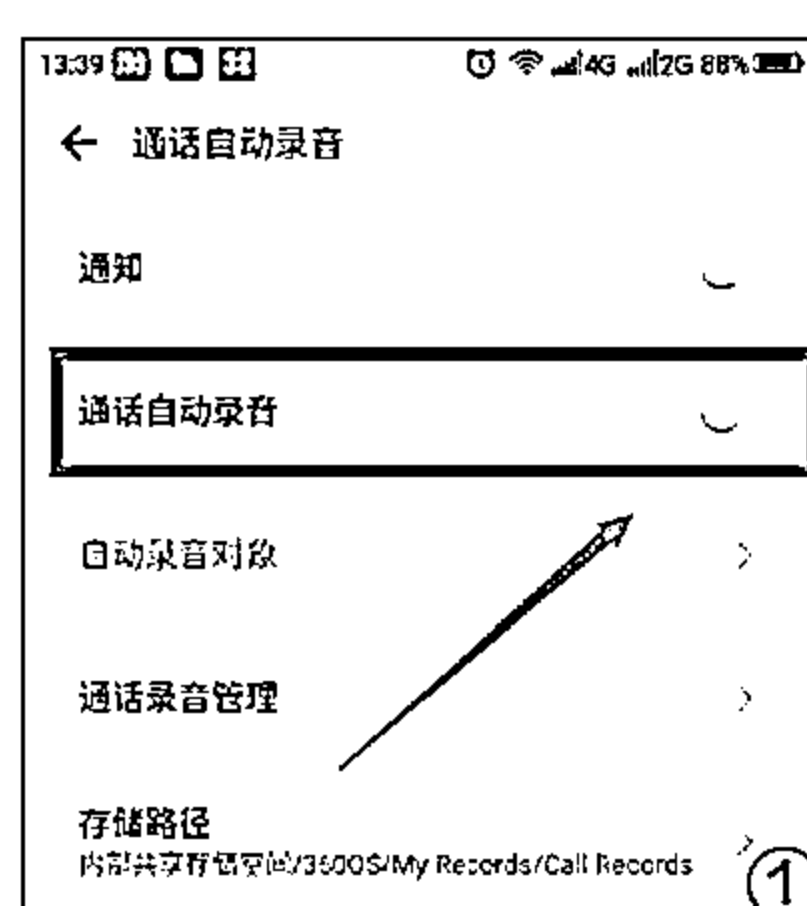 13:39 4G 2G 88%
通话自动录音
通知
通话自动录音
自动录音对象
通话录音管理
存储路径
内部共享存储空间/360OS/My Records/Call Records
①